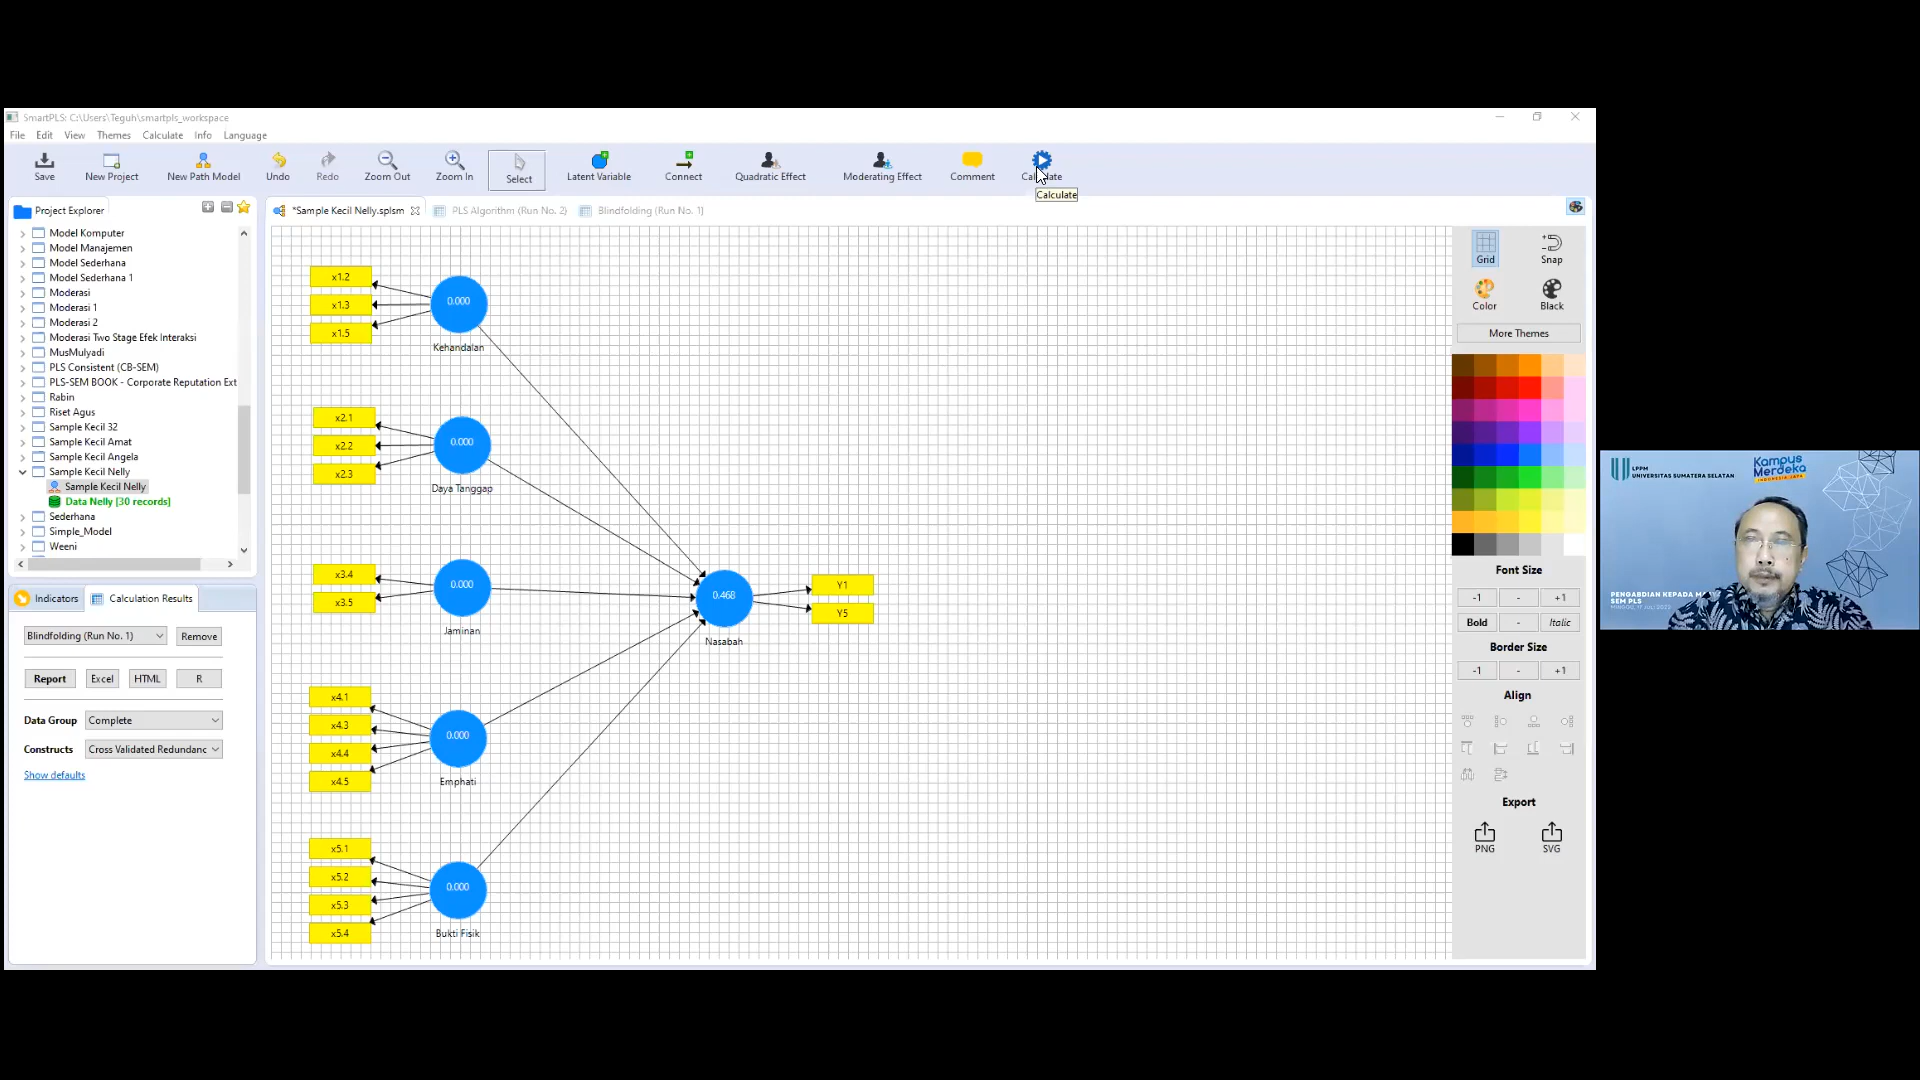 SmartPLS: C:\Users\Teguh\smartpls_workspace
File Edit View Themes Calculate Info Language
Save New Project New Path Model Undo Redo Zoom Out Zoom In Select Latent Variable Connect Quadratic Effect Moderating Effect Comment Calculate
Calculate
Project Explorer
*Sample Kecil Nelly.splsm PLS Algorithm (Run No. 2) Blindfolding (Run No. 1)
Model Komputer
Model Manajemen
Model Sederhana
Model Sederhana 1
Moderasi
Moderasi 1
Moderasi 2
Moderasi Two Stage Efek Interaksi
MusMulyadi
PLS Consistent (CB-SEM)
PLS-SEM BOOK - Corporate Reputation Ext
Rabin
Riset Agus
Sample Kecil 32
Sample Kecil Amat
Sample Kecil Angela
Sample Kecil Nelly
Sample Kecil Nelly
Data Nelly [30 records]
Sederhana
Simple_Model
Weeni
Indicators Calculation Results
Blindfolding (Run No. 1) Remove
Report Excel HTML R
Data Group Complete
Constructs Cross Validated Redundanc
Show defaults
x1.2
x1.3
x1.5
0.000
Kehandalan
x2.1
x2.2
x2.3
0.000
Daya Tanggap
x3.4
x3.5
0.000
Jaminan
x4.1
x4.3
x4.4
x4.5
0.000
Emphati
x5.1
x5.2
x5.3
x5.4
0.000
Bukti Fisik
0.468
Nasabah
Y1
Y5
Grid Snap
Color Black
More Themes
Font Size
-1 - +1
Bold - Italic
Border Size
-1 - +1
Align
Export
PNG SVG
LPPM
UNIVERSITAS SUMATERA SELATAN
Kampus
Merdeka
INDONESIA JAYA
PENGABDIAN KEPADA
SEM PLS